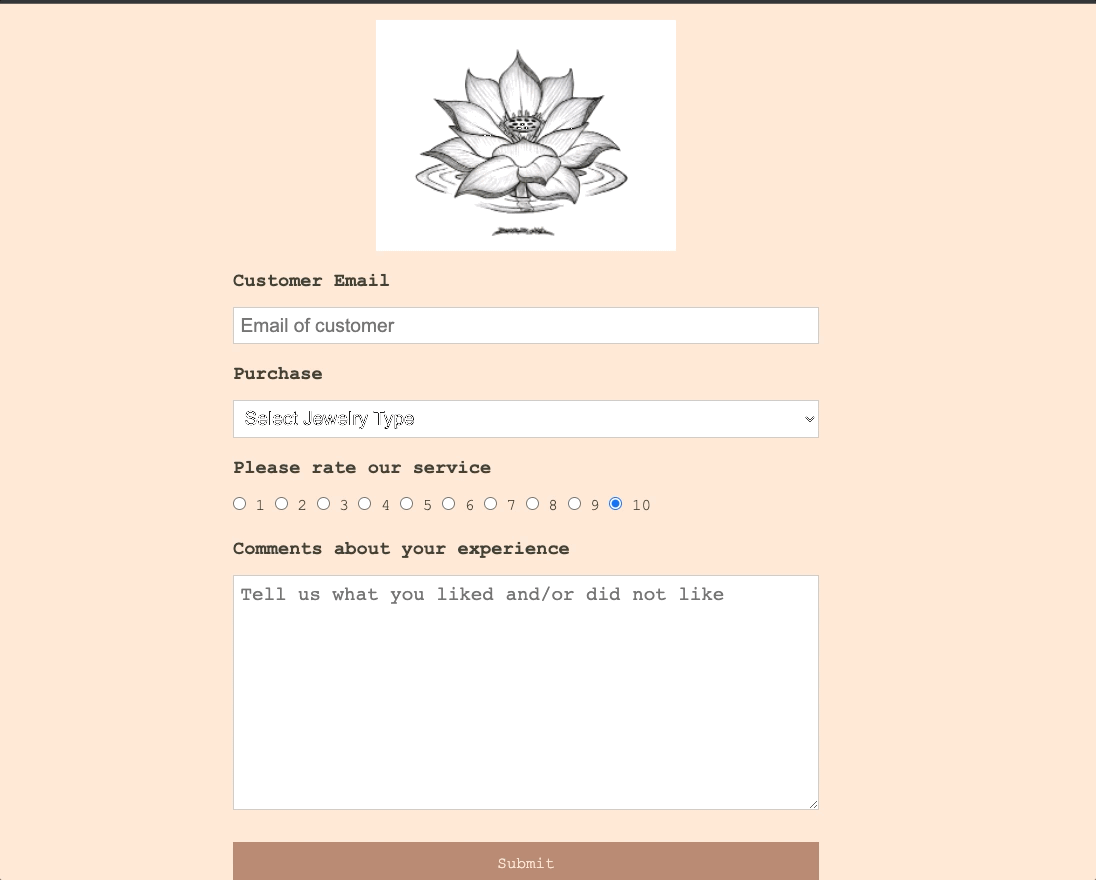 Customer Email
Email of customer
Purchase
Select Jewelry Type
Please rate our service
1 2 3 4 5 6 7 8 9 10
Comments about your experience
Tell us what you liked and/or did not like
Submit